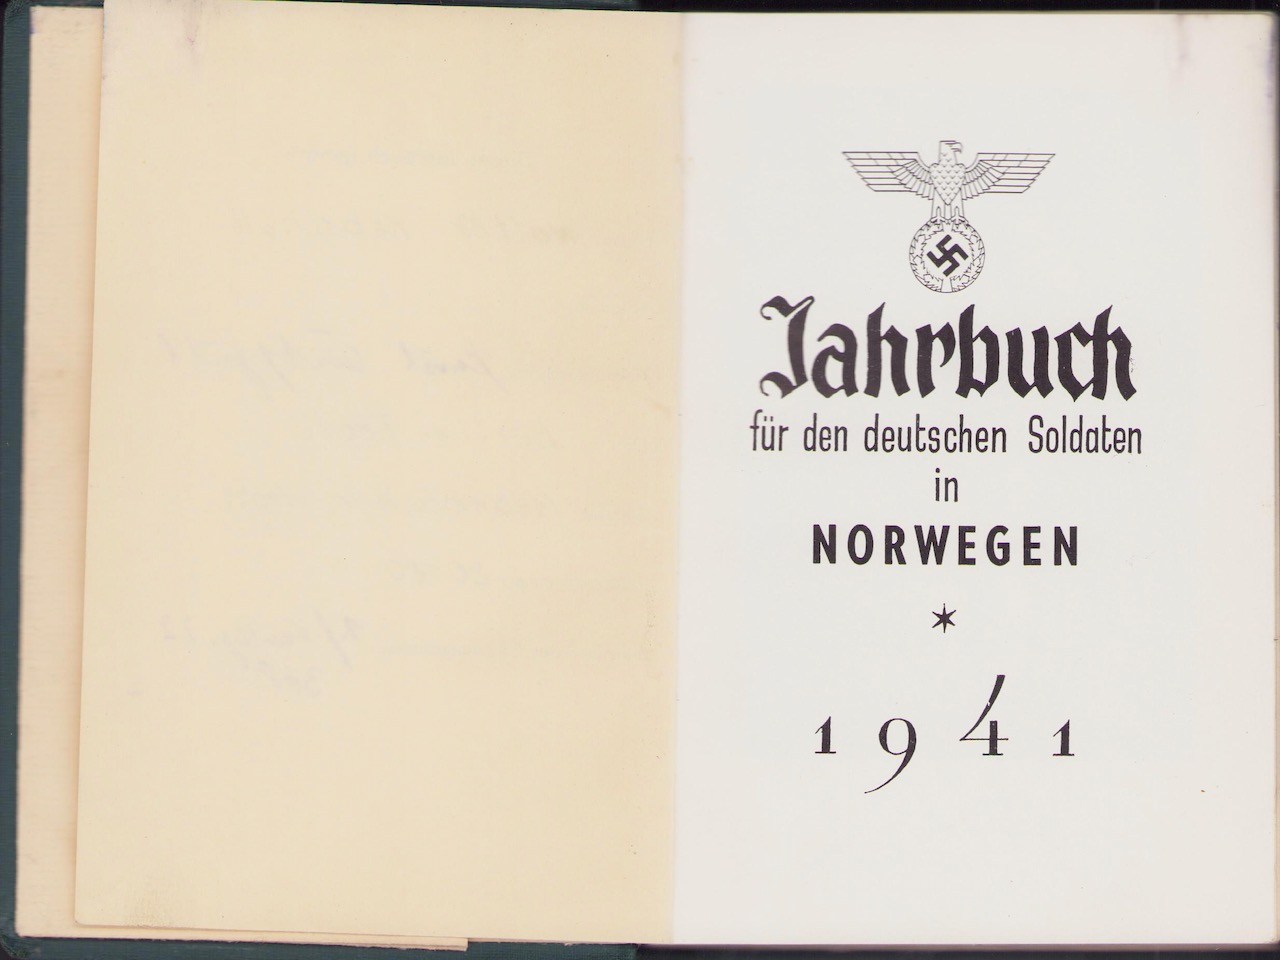 Jahrbuch
für den deutschen Soldaten
in
NORWEGEN
*
1941